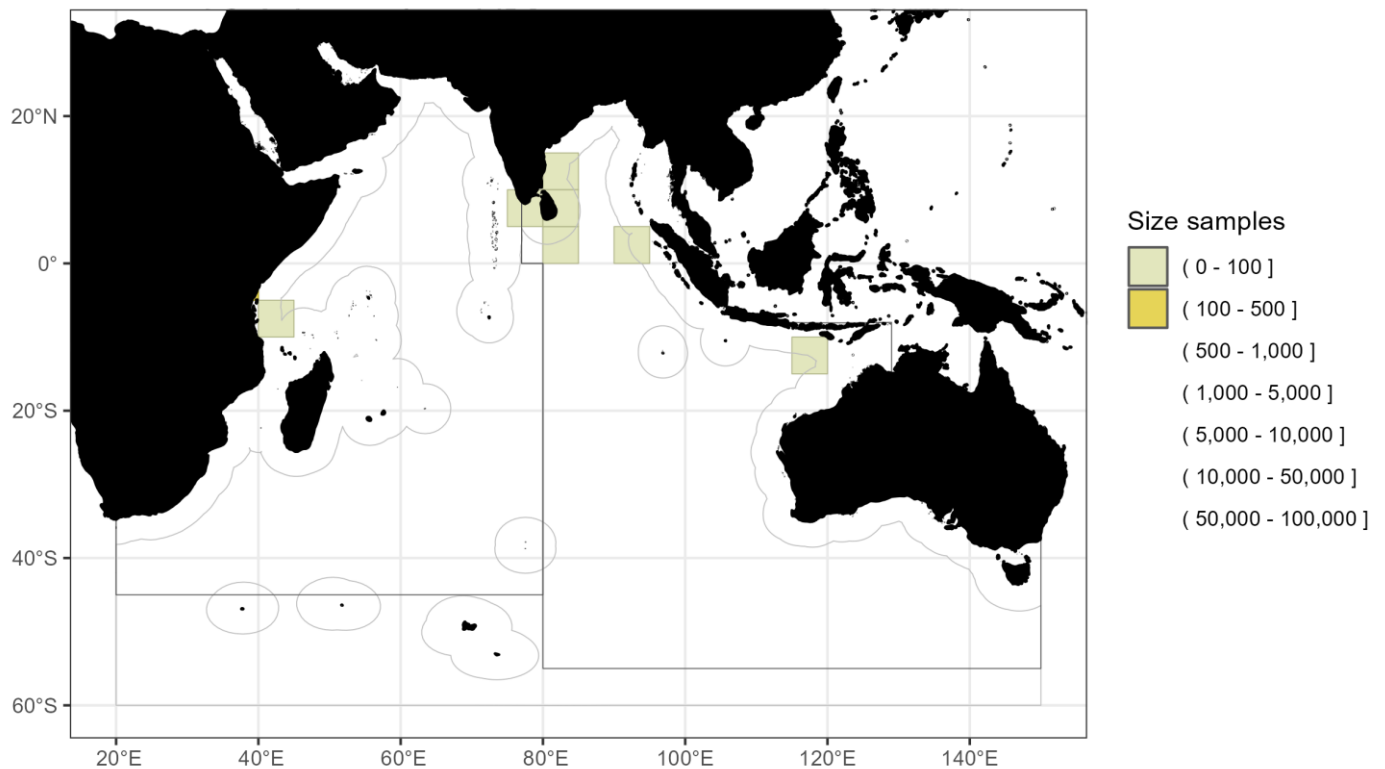 20°N
0°
20°S
40°S
60°S
20°E
40°E
60°E
80°E
100°E
120°E
140°E
Size samples
( 0 - 100 ]
( 100 - 500 ]
( 500 - 1,000 ]
( 1,000 - 5,000 ]
( 5,000 - 10,000 ]
( 10,000 - 50,000 ]
( 50,000 - 100,000 ]